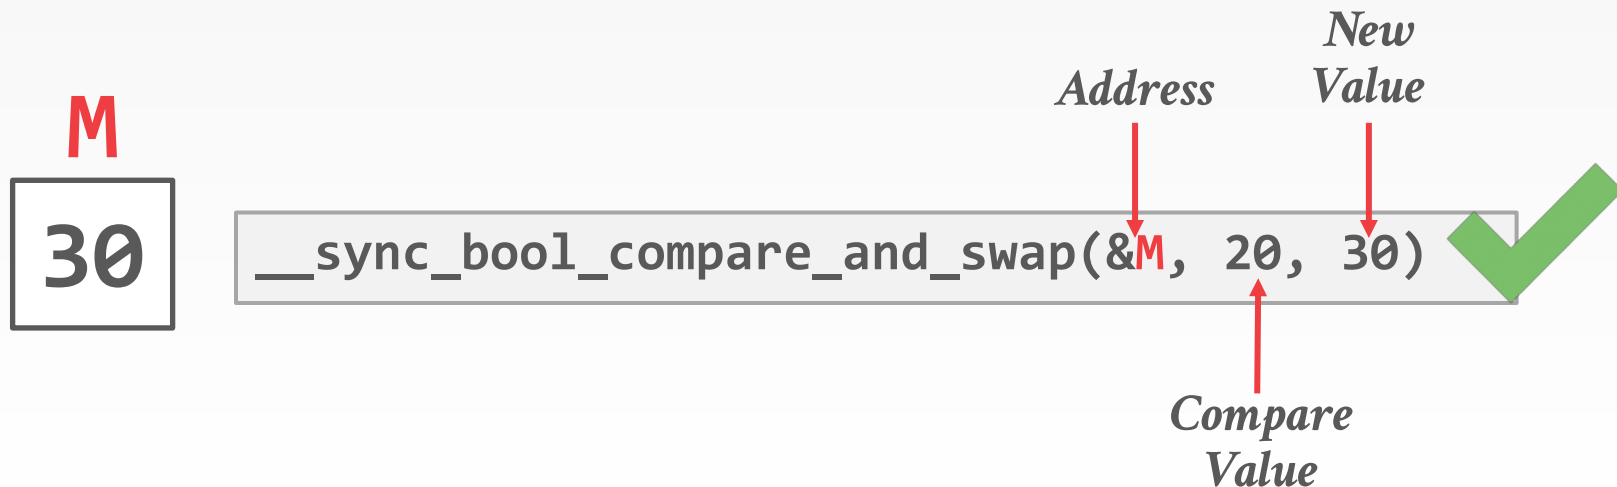 New
Value
Address
M
30
__sync_bool_compare_and_swap(&M, 20, 30)
Compare
Value